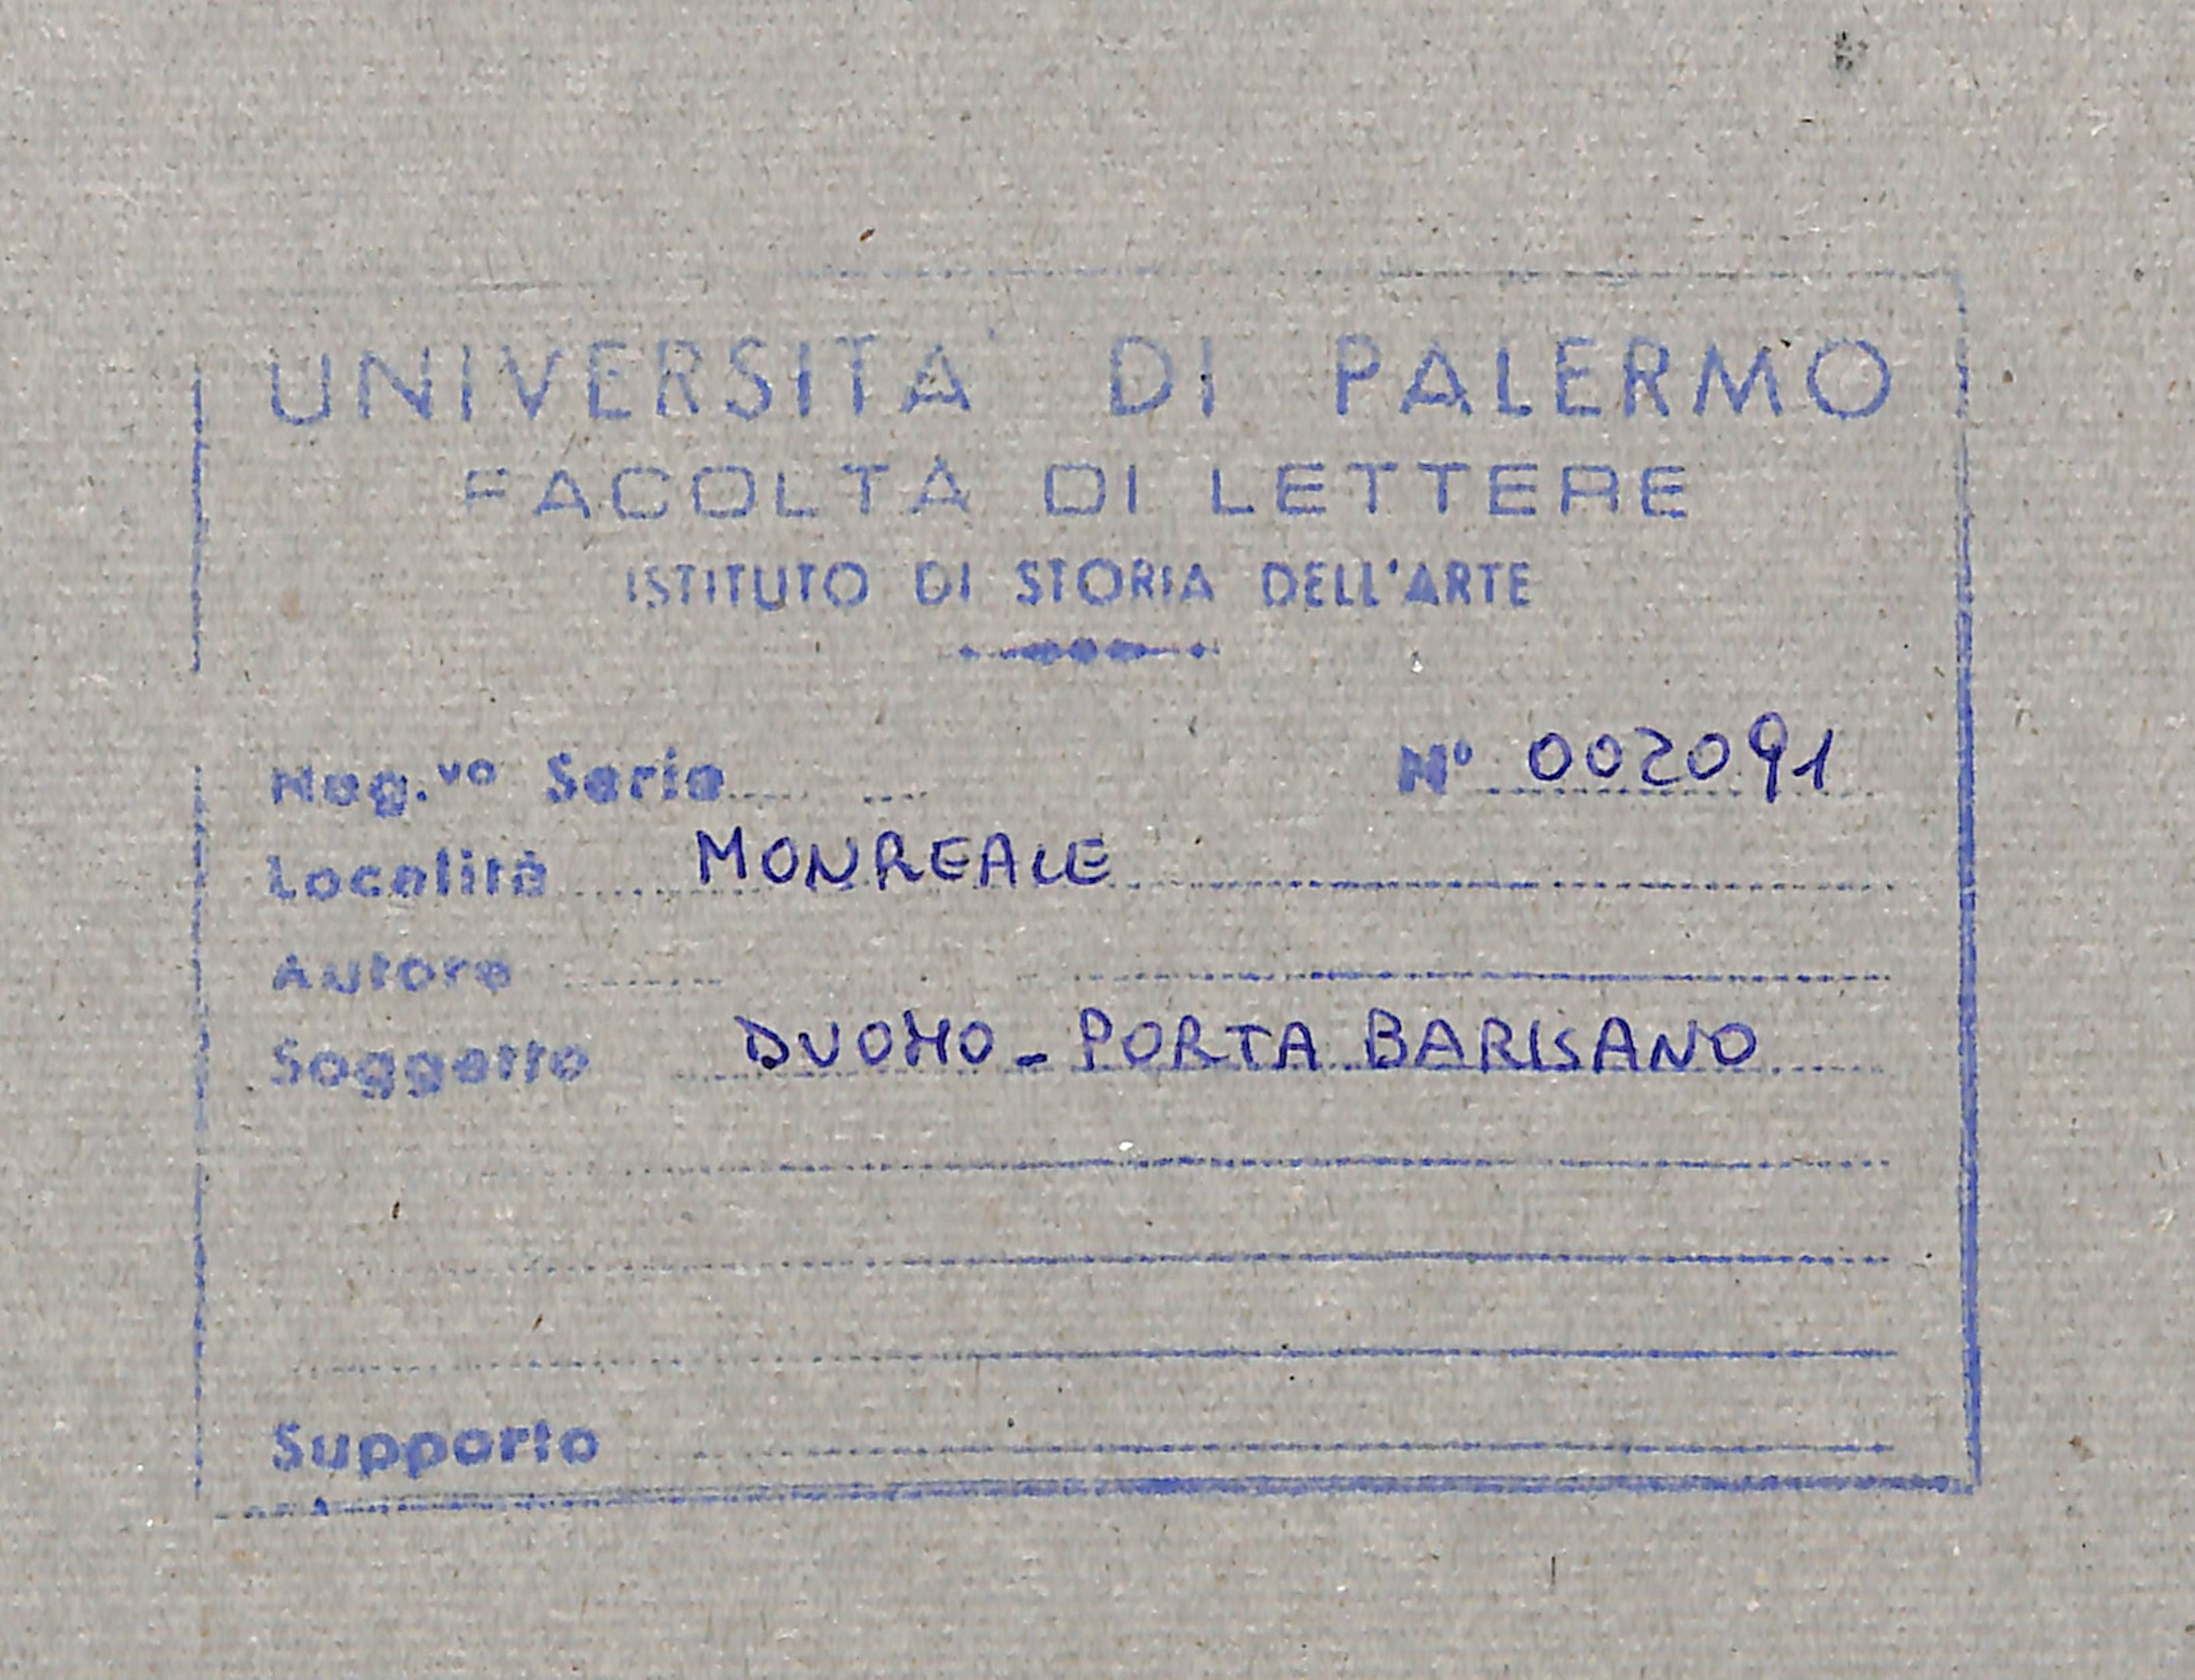 UNIVERSITA' DI PALERMO
FACOLTÀ DI LETTERE
ISTITUTO DI STORIA DELL'ARTE
Neg.vo Serie N° 002091
Località MONREALE
Autore
Soggetto DUOMO - PORTA BARISANO
Supporto